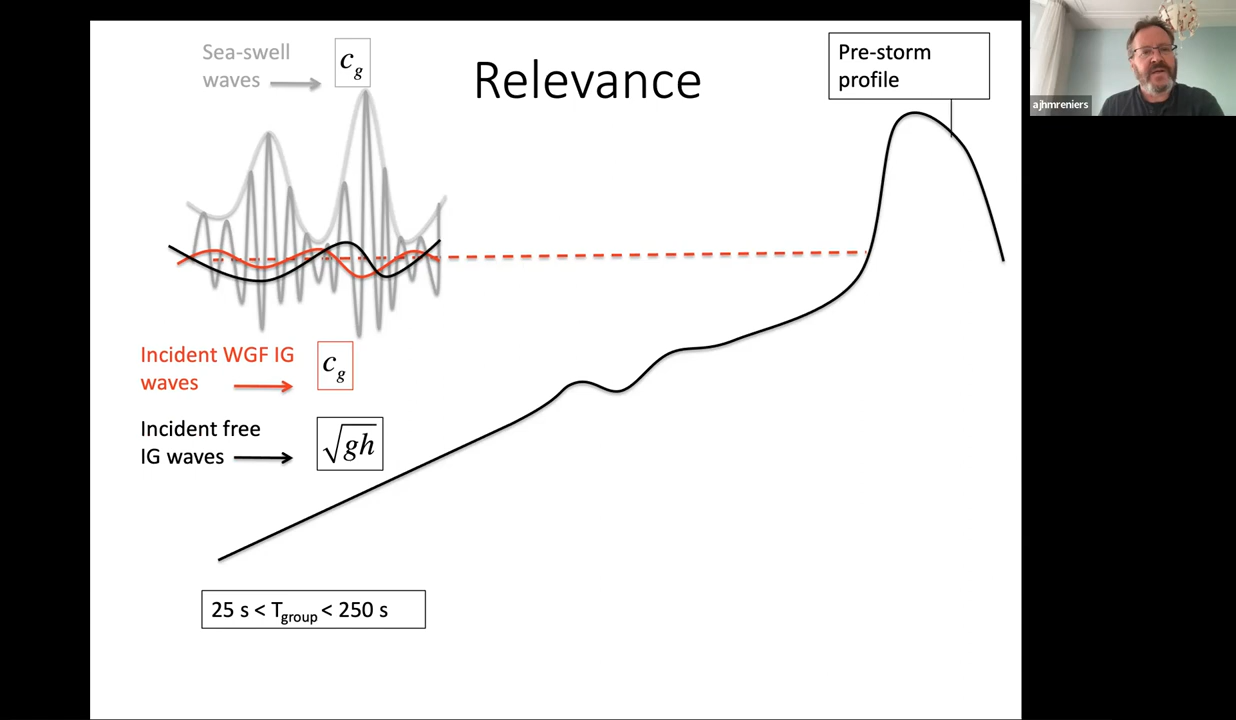 Relevance
Sea-swell
waves
c_g
Pre-storm
profile
ajhmreniers
Incident WGF IG
waves
c_g
Incident free
IG waves
√gh
25 s < T_group < 250 s